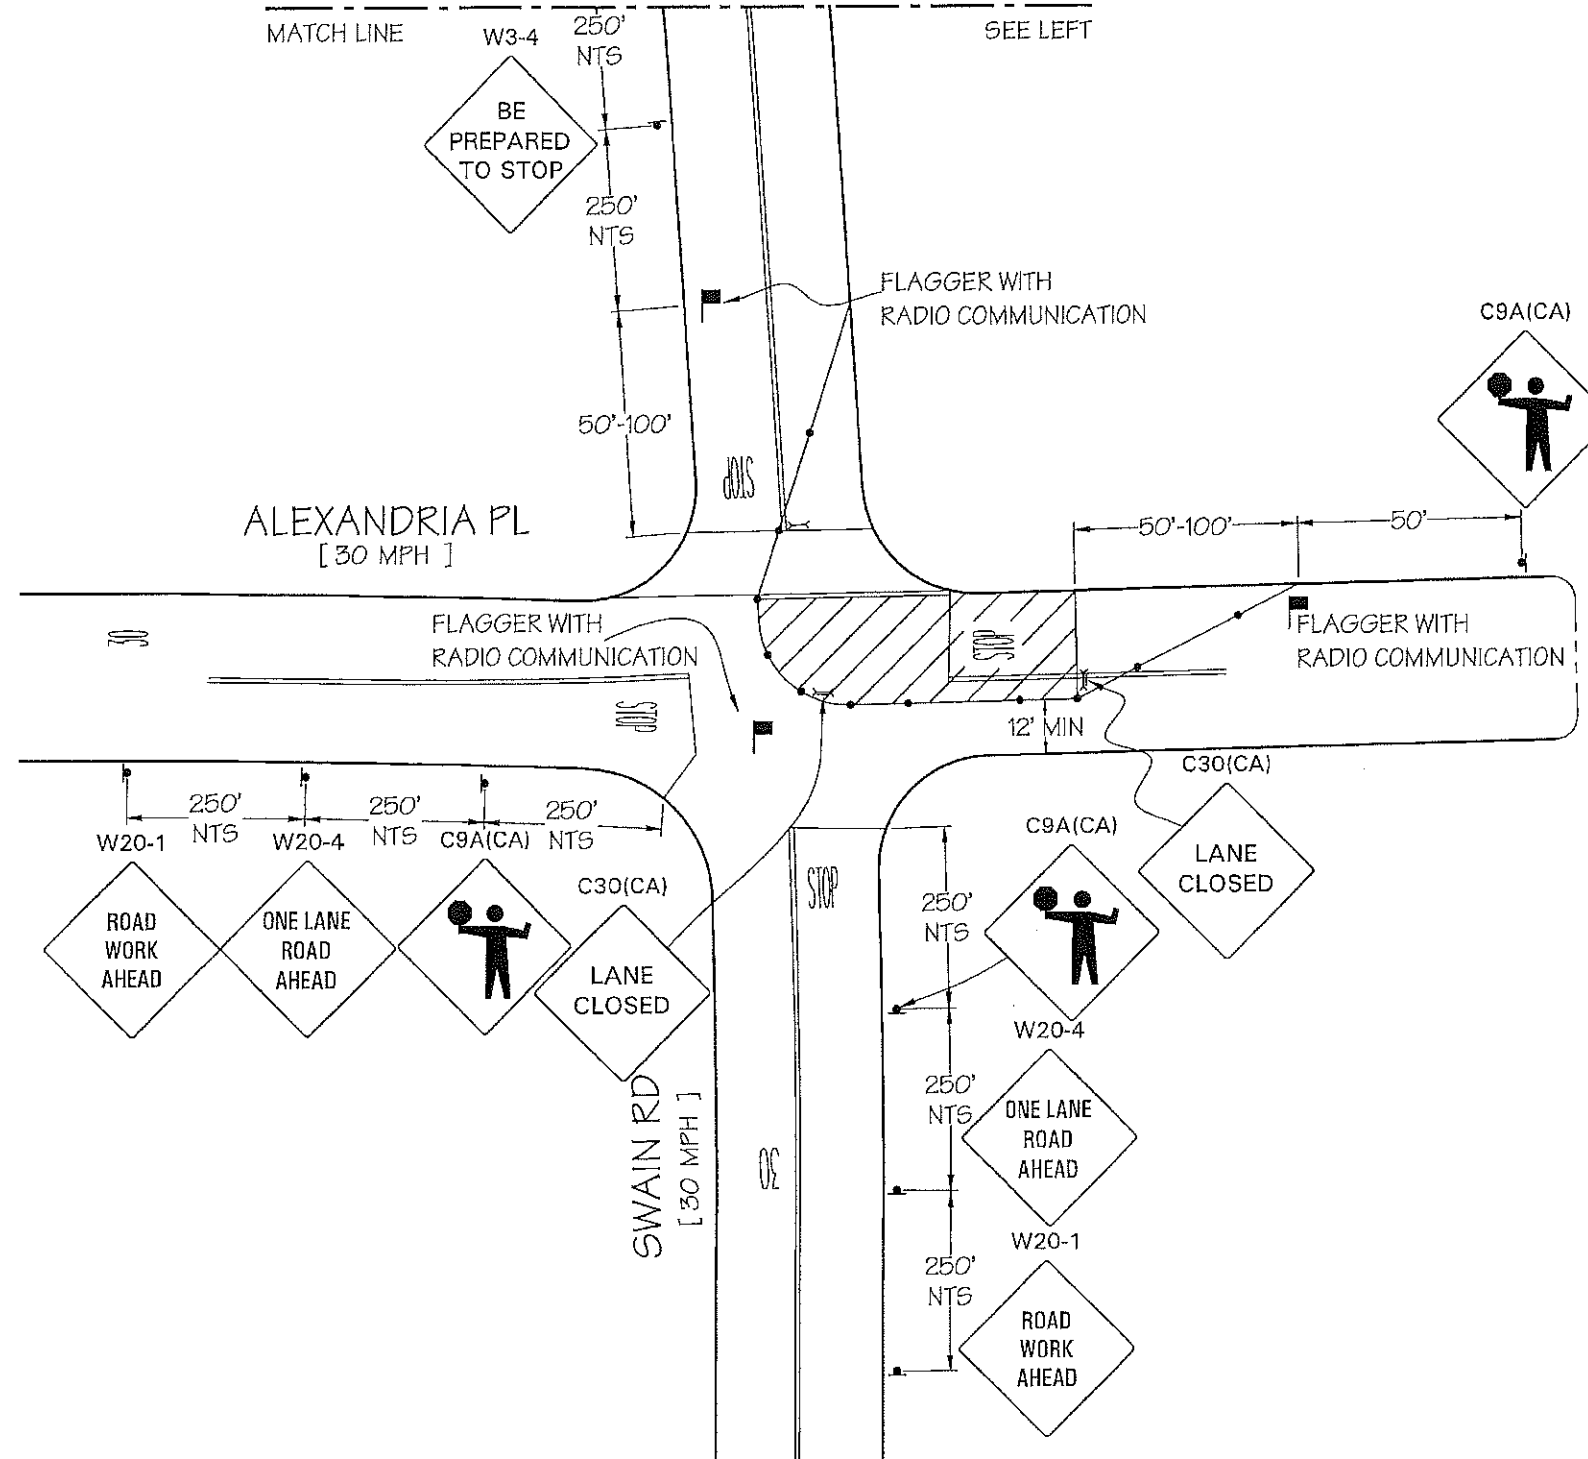 MATCH LINE
SEE LEFT
W3-4
250'
NTS
BE
PREPARED
TO STOP
250'
NTS
FLAGGER WITH
RADIO COMMUNICATION
C9A(CA)
50'-100'
STOP
ALEXANDRIA PL
[ 30 MPH ]
50'-100'
50'
30
FLAGGER WITH
RADIO COMMUNICATION
STOP
FLAGGER WITH
RADIO COMMUNICATION
STOP
12' MIN
C30(CA)
LANE
CLOSED
250'
NTS
250'
NTS
250'
NTS
W20-1
W20-4
C9A(CA)
ROAD
WORK
AHEAD
ONE LANE
ROAD
AHEAD
C30(CA)
LANE
CLOSED
STOP
C9A(CA)
250'
NTS
W20-4
250'
NTS
ONE LANE
ROAD
AHEAD
SWAIN RD
[ 30 MPH ]
30
W20-1
250'
NTS
ROAD
WORK
AHEAD